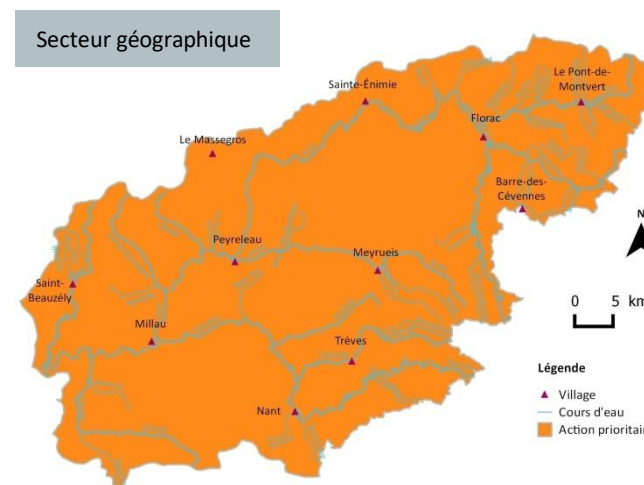 Secteur géographique
Le Pont-de-
Montvert
Sainte-Énimie
Florac
Le Massegros
Barre-des-
Cévennes
N
Peyreleau
Meyrueis
Saint-
Beauzély
0 5 km
Millau
Trèves
Légende
Village
Cours d'eau
Nant
Action prioritair